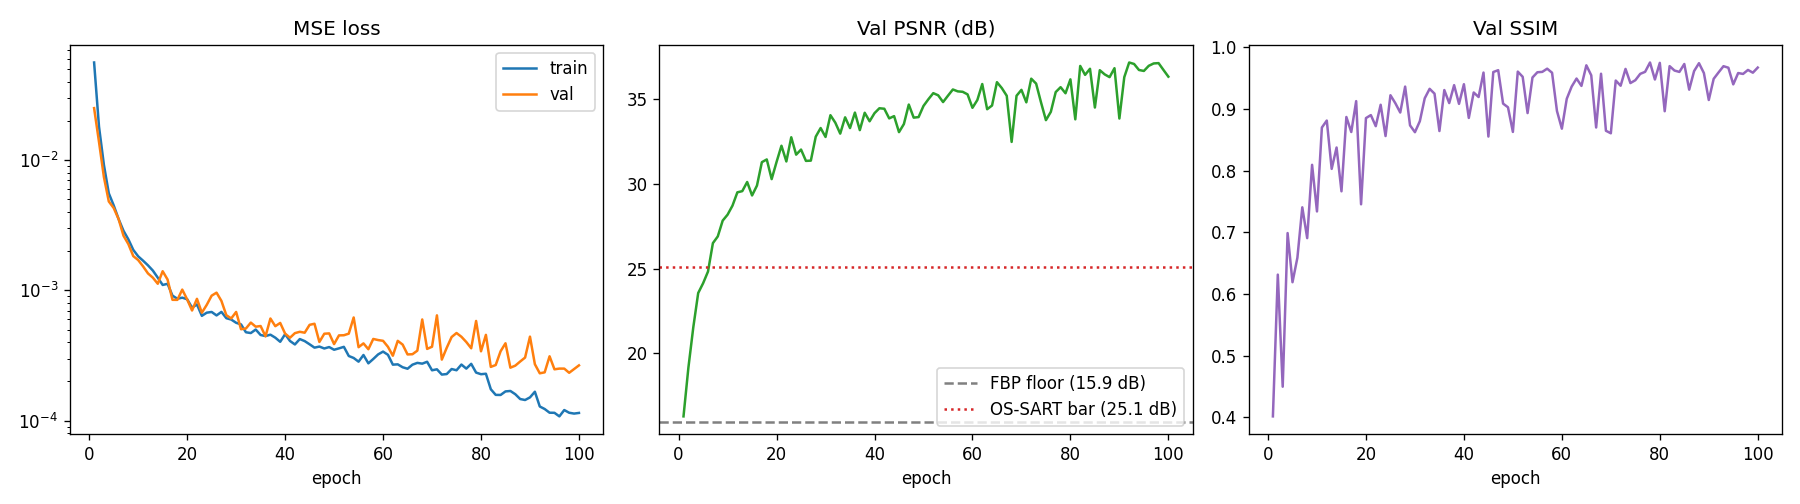 MSE loss
train
val
10⁻²
10⁻³
10⁻⁴
0 20 40 60 80 100
epoch
Val PSNR (dB)
35
30
25
20
FBP floor (15.9 dB)
OS-SART bar (25.1 dB)
0 20 40 60 80 100
epoch
Val SSIM
1.0
0.9
0.8
0.7
0.6
0.5
0.4
0 20 40 60 80 100
epoch